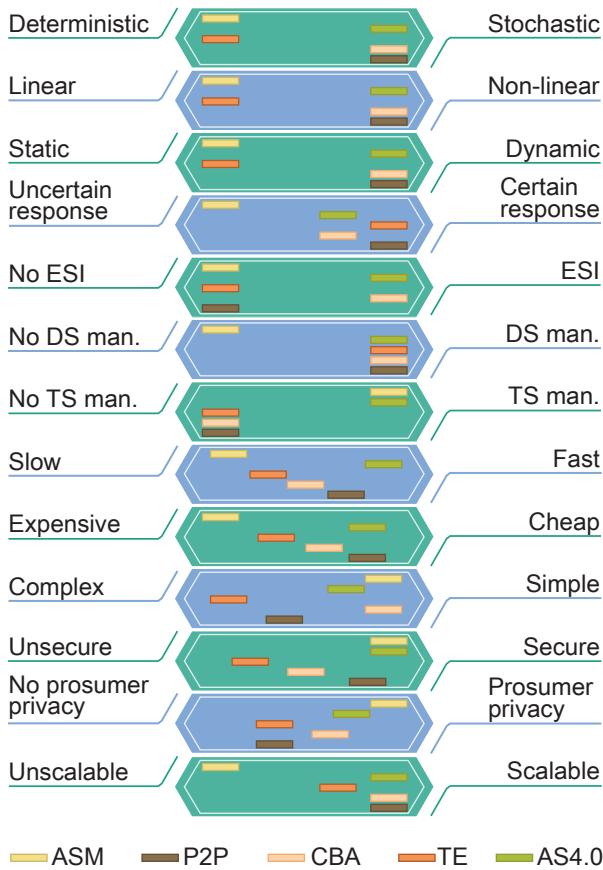 Deterministic
Stochastic
Linear
Non-linear
Static
Dynamic
Uncertain
response
Certain
response
No ESI
ESI
No DS man.
DS man.
No TS man.
TS man.
Slow
Fast
Expensive
Cheap
Complex
Simple
Unsecure
Secure
No prosumer
privacy
Prosumer
privacy
Unscalable
Scalable
ASM P2P CBA TE AS4.0